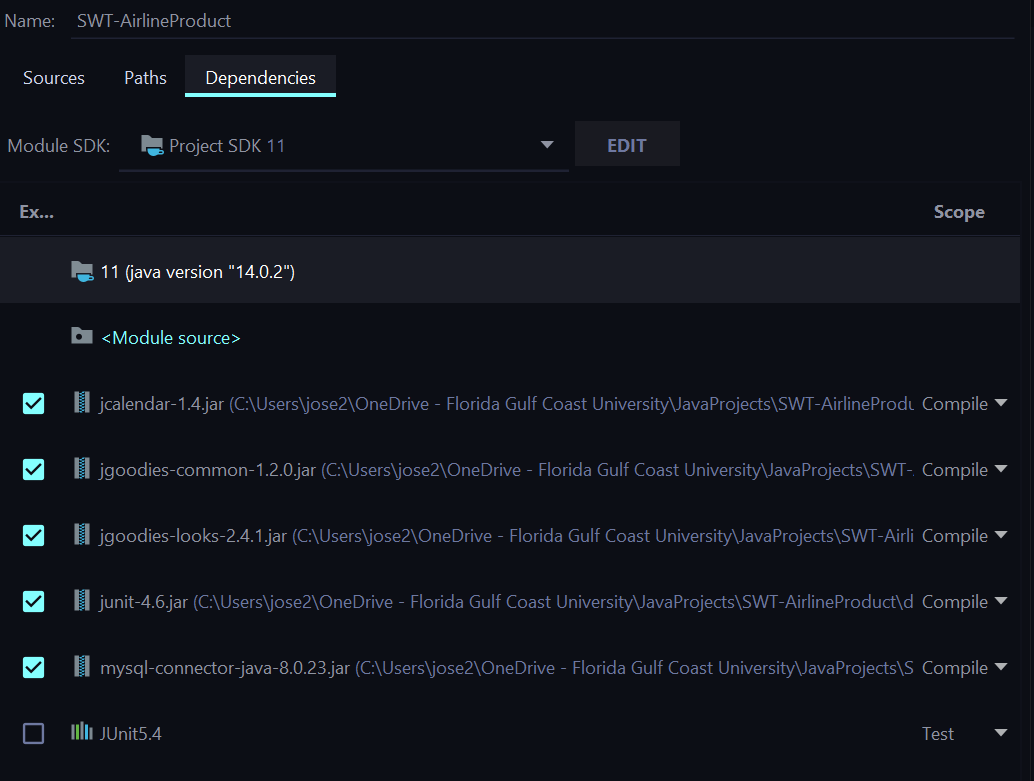 Name: SWT-AirlineProduct
Sources Paths Dependencies
Module SDK: Project SDK 11 EDIT
Ex... Scope
11 (java version "14.0.2")
<Module source>
jcalendar-1.4.jar (C:\Users\jose2\OneDrive - Florida Gulf Coast University\JavaProjects\SWT-AirlineProdu Compile
jgoodies-common-1.2.0.jar (C:\Users\jose2\OneDrive - Florida Gulf Coast University\JavaProjects\SWT-. Compile
jgoodies-looks-2.4.1.jar (C:\Users\jose2\OneDrive - Florida Gulf Coast University\JavaProjects\SWT-Airli Compile
junit-4.6.jar (C:\Users\jose2\OneDrive - Florida Gulf Coast University\JavaProjects\SWT-AirlineProduct\d Compile
mysql-connector-java-8.0.23.jar (C:\Users\jose2\OneDrive - Florida Gulf Coast University\JavaProjects\S Compile
JUnit5.4 Test